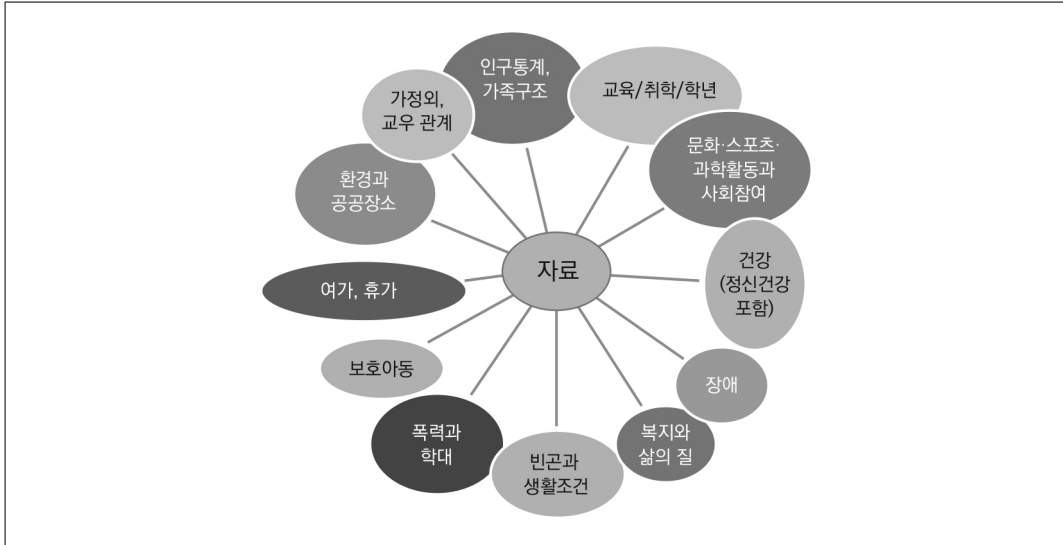 인구통계,
가족구조
교육/취학/학년
문화·스포츠·
과학활동과
사회참여
건강
(정신건강
포함)
장애
복지와
삶의 질
빈곤과
생활조건
폭력과
학대
보호아동
여가, 휴가
환경과
공공장소
가정외,
교우 관계
자료